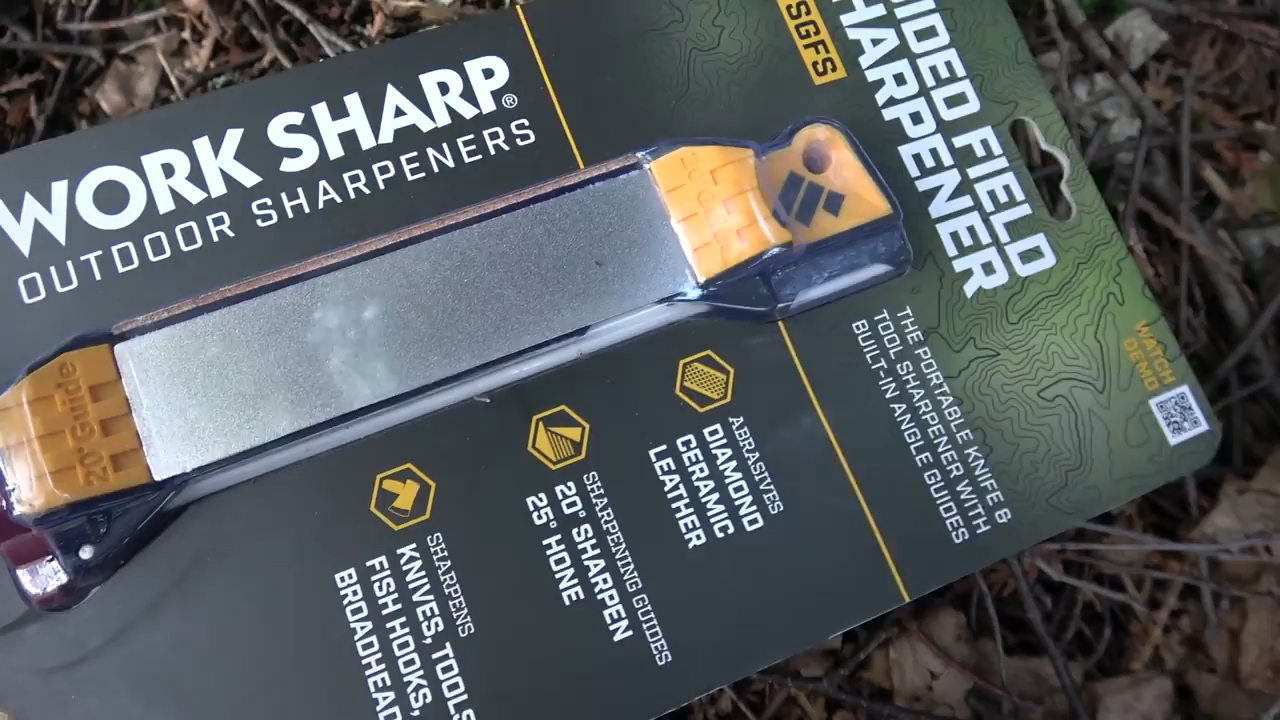 WORK SHARP®
OUTDOOR SHARPENERS
SGFS
IDED FIELD
HARPENER
THE PORTABLE KNIFE &
TOOL SHARPENER WITH
BUILT-IN ANGLE GUIDES
WATCH
DEMO
20° Guide
ABRASIVES
DIAMOND
CERAMIC
LEATHER
SHARPENING GUIDES
20° SHARPEN
25° HONE
SHARPENS
KNIVES, TOOLS
FISH HOOKS,
BROADHEAD